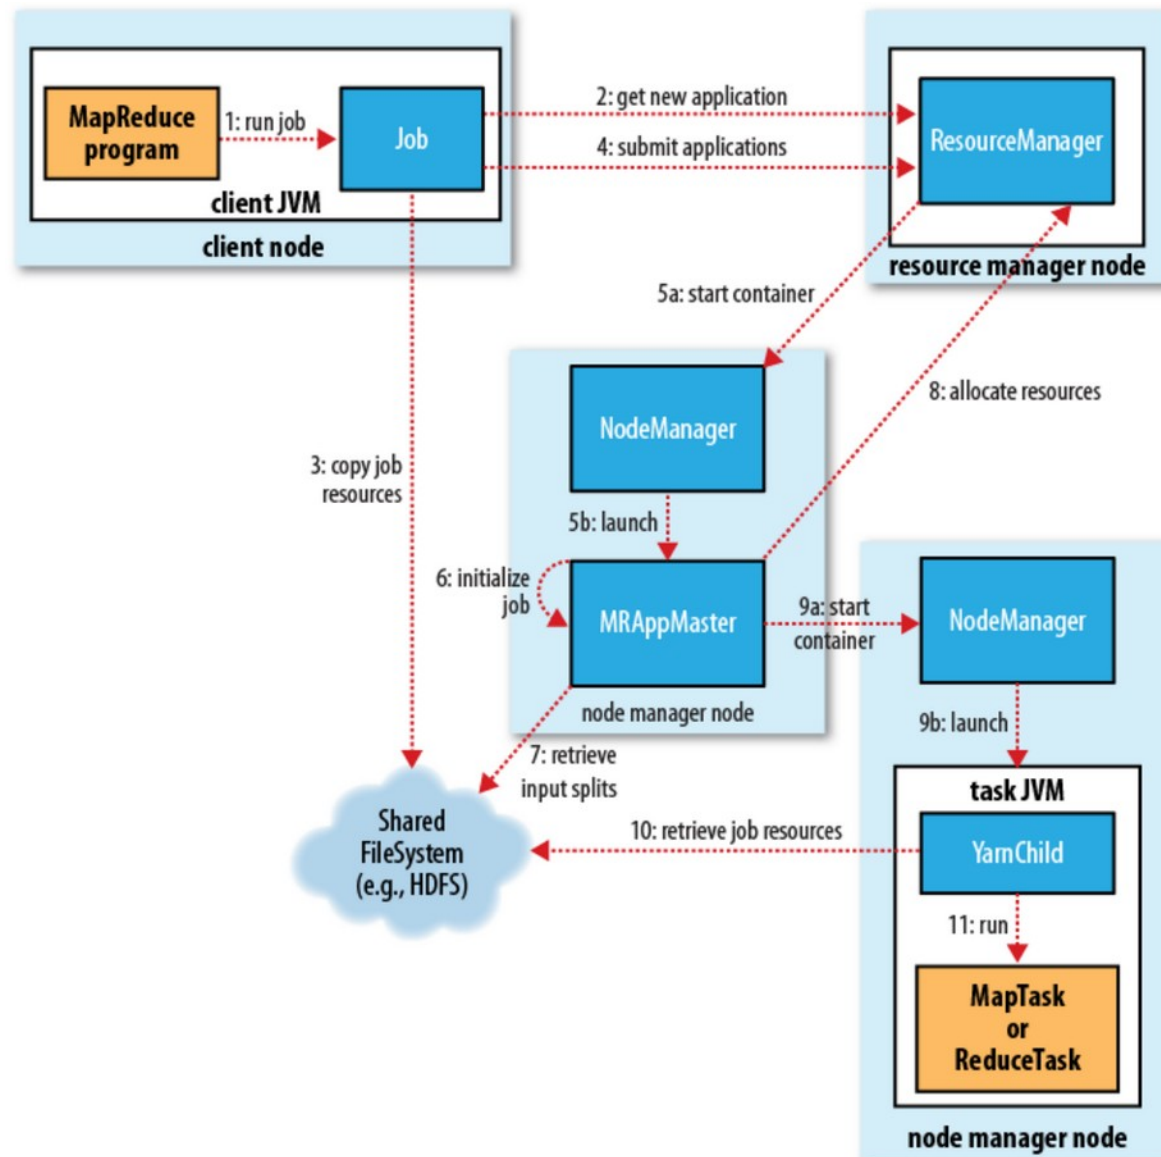 MapReduce
program
1: run job
Job
client JVM
client node
2: get new application
4: submit applications
ResourceManager
resource manager node
5a: start container
8: allocate resources
3: copy job
resources
NodeManager
5b: launch
6: initialize
job
MRAppMaster
node manager node
9a: start
container
NodeManager
9b: launch
7: retrieve
input splits
Shared
FileSystem
(e.g., HDFS)
10: retrieve job resources
task JVM
YarnChild
11: run
MapTask
or
ReduceTask
node manager node